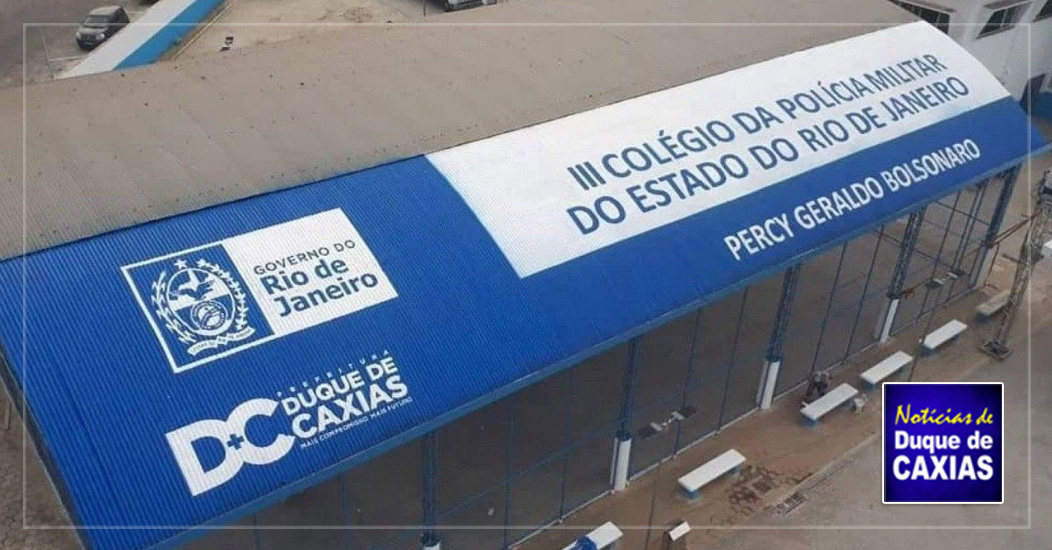 III COLÉGIO DA POLÍCIA MILITAR
DO ESTADO DO RIO DE JANEIRO
PERCY GERALDO BOLSONARO
GOVERNO DO
Rio de
Janeiro
PREFEITURA
DUQUE DE
CAXIAS
D+C
MAIS COMPROMISSO MAIS FUTURO
Notícias de
Duque de
CAXIAS